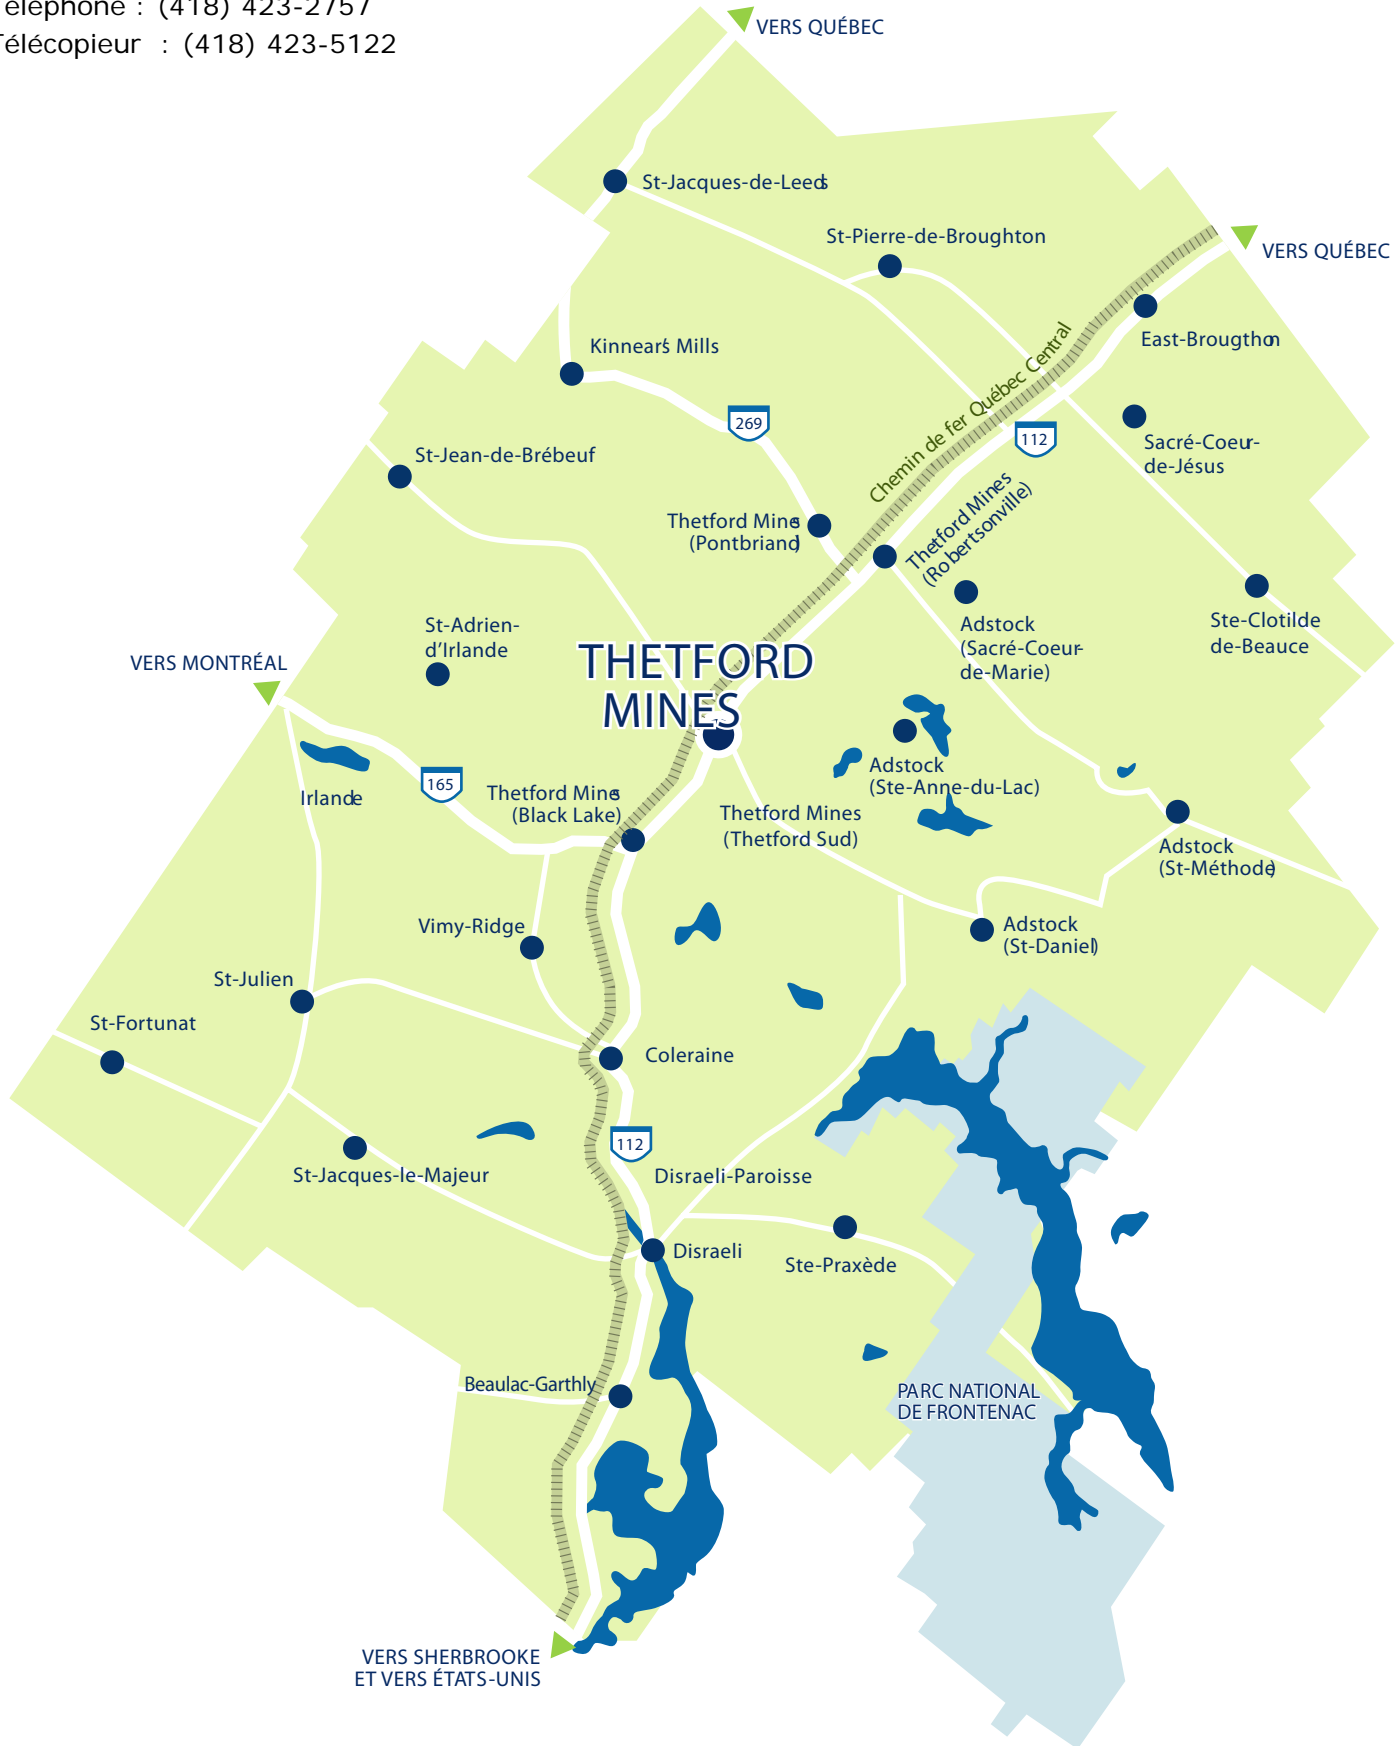 Téléphone : (418) 423-2757
Télécopieur : (418) 423-5122
VERS QUÉBEC
St-Jacques-de-Leeds
St-Pierre-de-Broughton
VERS QUÉBEC
East-Brougthon
Kinnear's Mills
Chemin de fer Québec Central
269
112
Sacré-Coeur-
de-Jésus
St-Jean-de-Brébeuf
Thetford Mines
(Pontbriand)
Thetford Mines
(Robertsonville)
Adstock
(Sacré-Coeur-
de-Marie)
Ste-Clotilde
de-Beauce
St-Adrien-
d'Irlande
VERS MONTRÉAL
THETFORD
MINES
Irlande
165
Thetford Mines
(Black Lake)
Thetford Mines
(Thetford Sud)
Adstock
(Ste-Anne-du-Lac)
Adstock
(St-Méthode)
Vimy-Ridge
Adstock
(St-Daniel)
St-Julien
St-Fortunat
Coleraine
112
St-Jacques-le-Majeur
Disraeli-Paroisse
Disraeli
Ste-Praxède
Beaulac-Garthly
PARC NATIONAL
DE FRONTENAC
VERS SHERBROOKE
ET VERS ÉTATS-UNIS